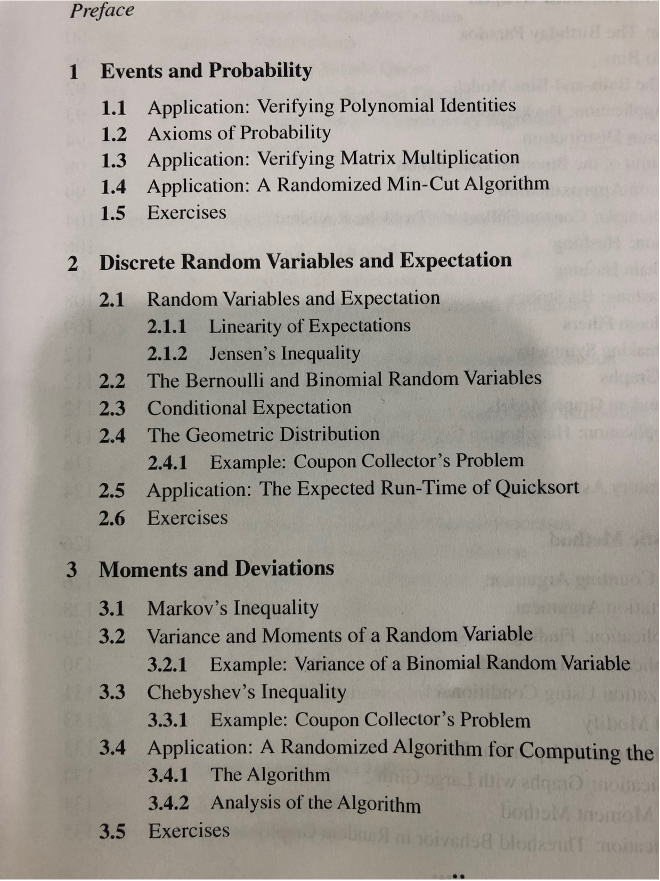 Preface
1 Events and Probability
1.1 Application: Verifying Polynomial Identities
1.2 Axioms of Probability
1.3 Application: Verifying Matrix Multiplication
1.4 Application: A Randomized Min-Cut Algorithm
1.5 Exercises
2 Discrete Random Variables and Expectation
2.1 Random Variables and Expectation
2.1.1 Linearity of Expectations
2.1.2 Jensen's Inequality
2.2 The Bernoulli and Binomial Random Variables
2.3 Conditional Expectation
2.4 The Geometric Distribution
2.4.1 Example: Coupon Collector's Problem
2.5 Application: The Expected Run-Time of Quicksort
2.6 Exercises
3 Moments and Deviations
3.1 Markov's Inequality
3.2 Variance and Moments of a Random Variable
3.2.1 Example: Variance of a Binomial Random Variable
3.3 Chebyshev's Inequality
3.3.1 Example: Coupon Collector's Problem
3.4 Application: A Randomized Algorithm for Computing the
3.4.1 The Algorithm
3.4.2 Analysis of the Algorithm
3.5 Exercises